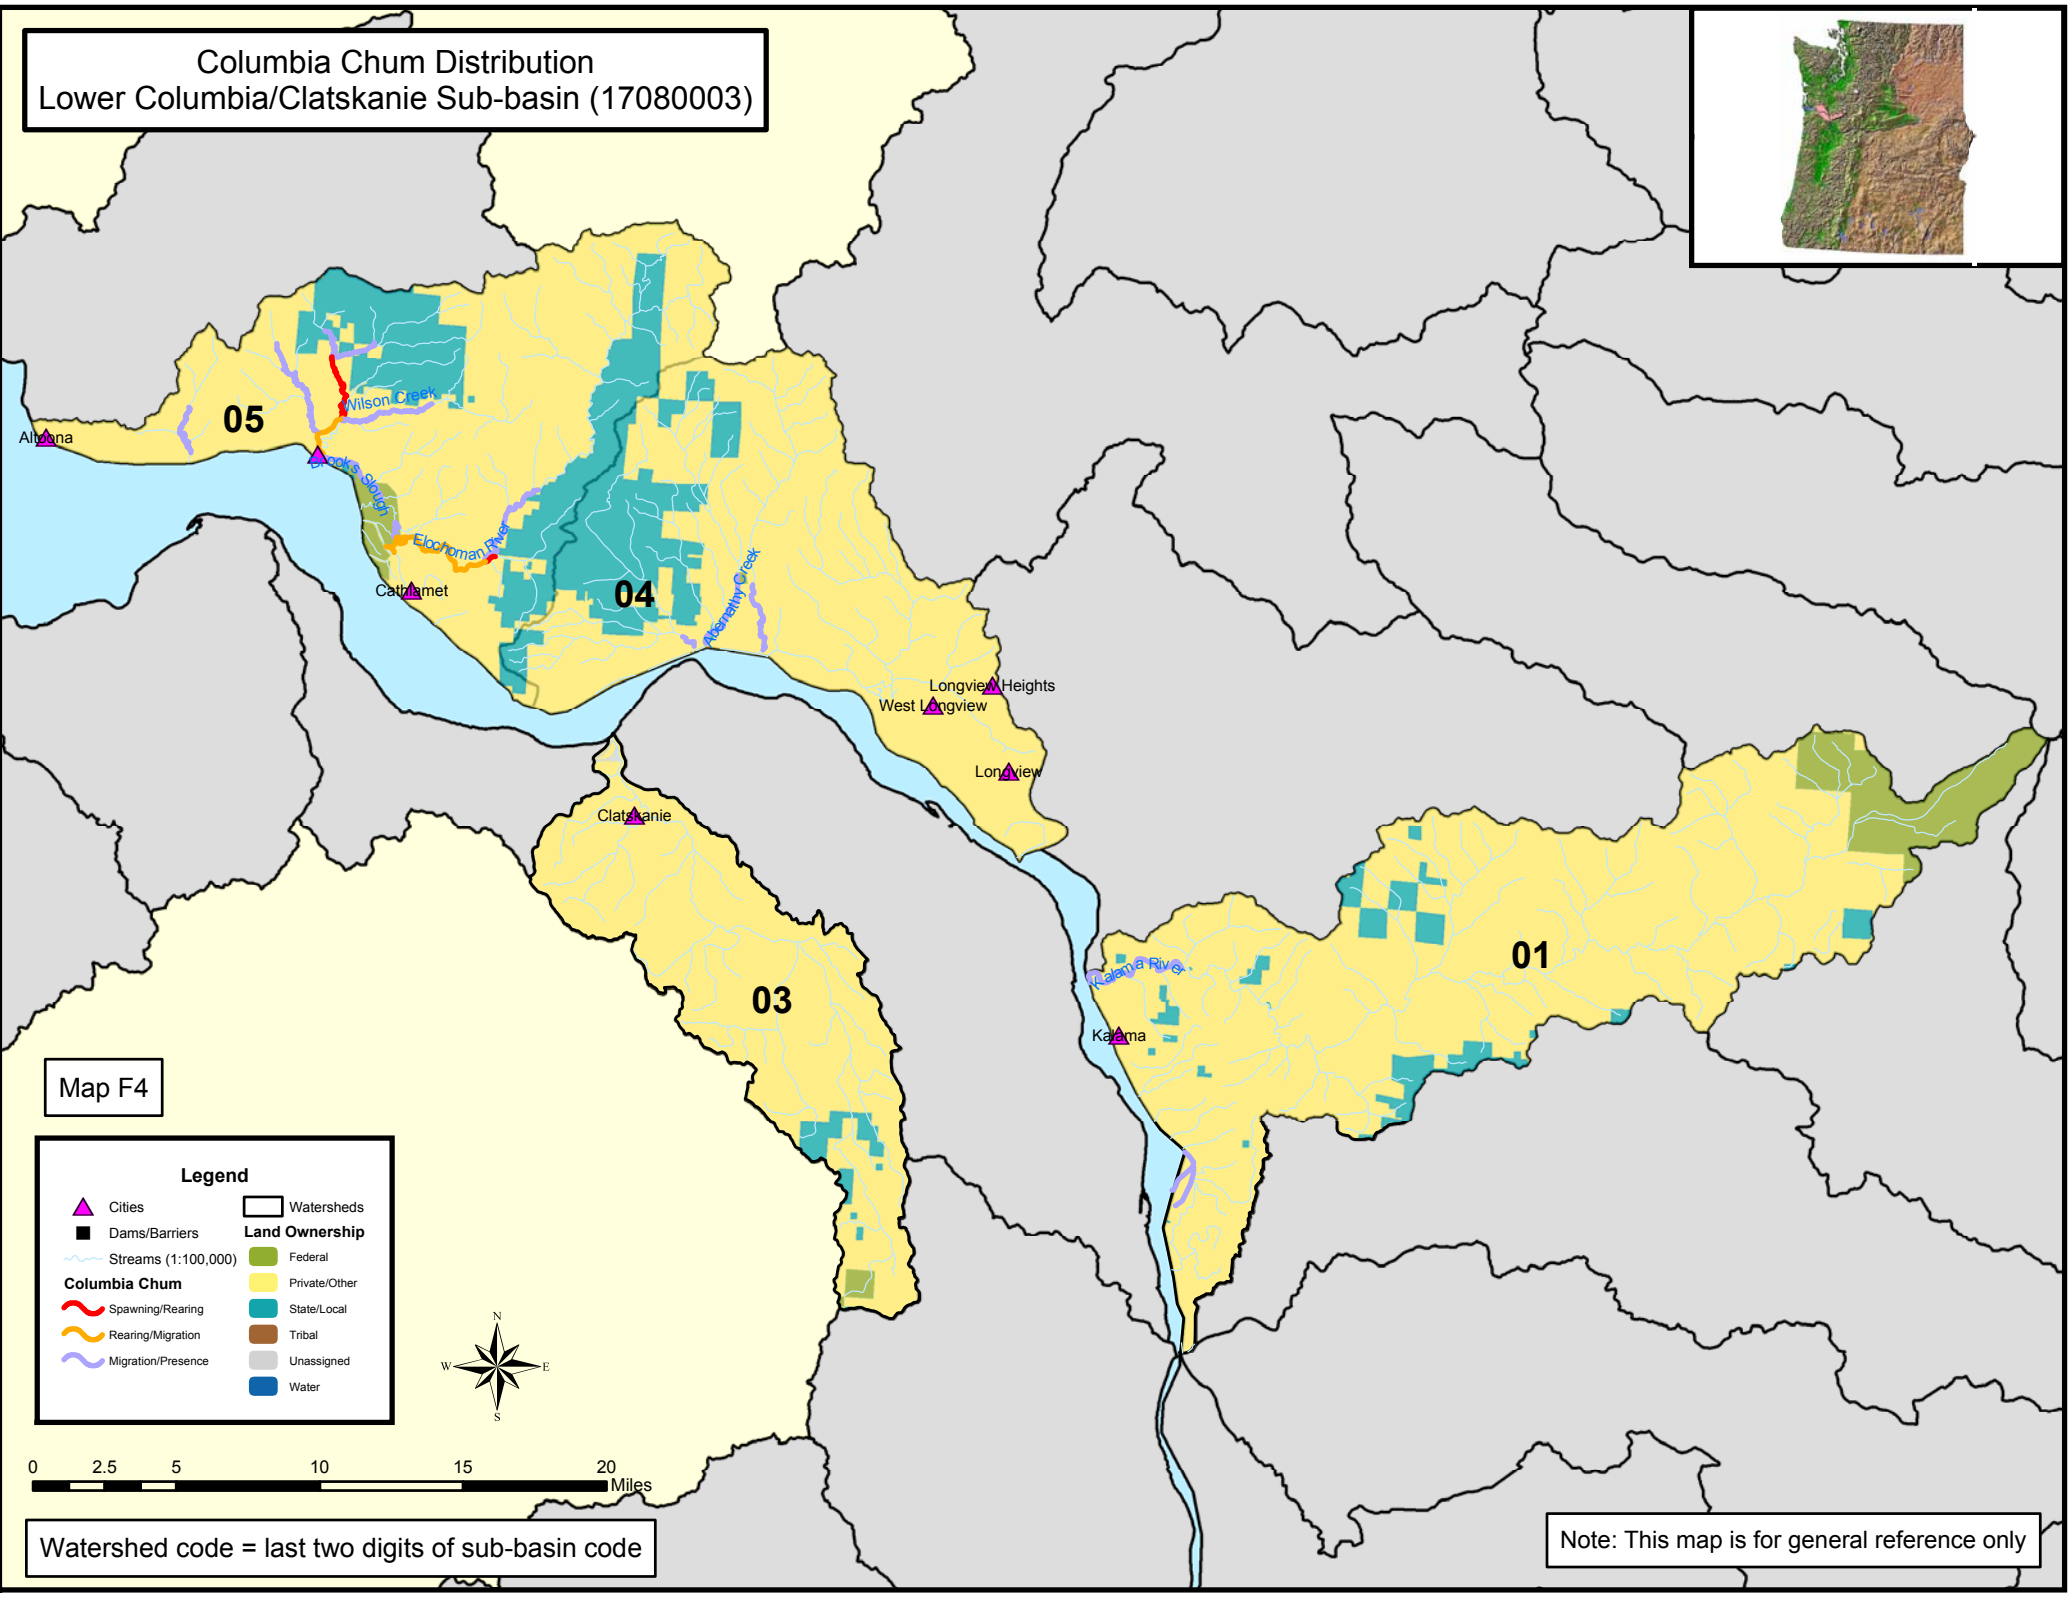 Columbia Chum Distribution
Lower Columbia/Clatskanie Sub-basin (17080003)
05
Wilson Creek
Altoona
Brooks Slough
Elochoman River
Cathlamet
04
Abernathy Creek
Longview Heights
West Longview
Longview
Clatskanie
01
Kalama River
03
Kalama
Map F4
Legend
Cities
Dams/Barriers
Streams (1:100,000)
Columbia Chum
Spawning/Rearing
Rearing/Migration
Migration/Presence
Watersheds
Land Ownership
Federal
Private/Other
State/Local
Tribal
Unassigned
Water
N
W
E
S
0 2.5 5 10 15 20
Miles
Watershed code = last two digits of sub-basin code
Note: This map is for general reference only